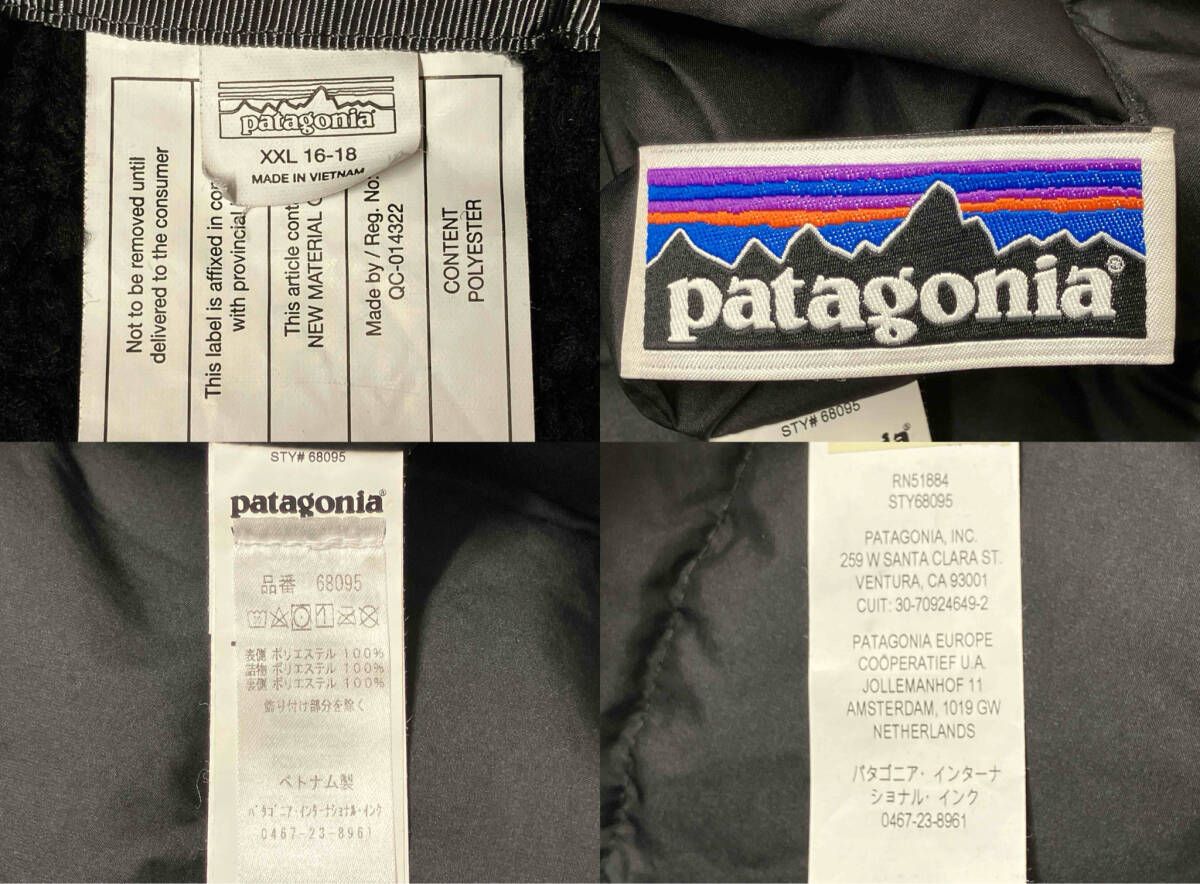 patagonia
XXL 16-18
MADE IN VIETNAM
Not to be removed until
delivered to the consumer
This label is affixed in
with provincial
This article
NEW MATERIAL
Made by / Reg. No:
QC-014322
CONTENT
POLYESTER
patagonia®
STY# 68095
STY# 68095
patagonia®
品番 68095
表側 ポリエステル 100%
詰物 ポリエステル 100%
裏側 ポリエステル 100%
飾り付け部分を除く
ベトナム製
パタゴニア・インターナショナル・インク
0467-23-8961
RN51884
STY68095
PATAGONIA, INC.
259 W SANTA CLARA ST.
VENTURA, CA 93001
CUIT: 30-70924649-2
PATAGONIA EUROPE
COÖPERATIEF U.A.
JOLLEMANHOF 11
AMSTERDAM, 1019 GW
NETHERLANDS
パタゴニア・インターナ
ショナル・インク
0467-23-8961